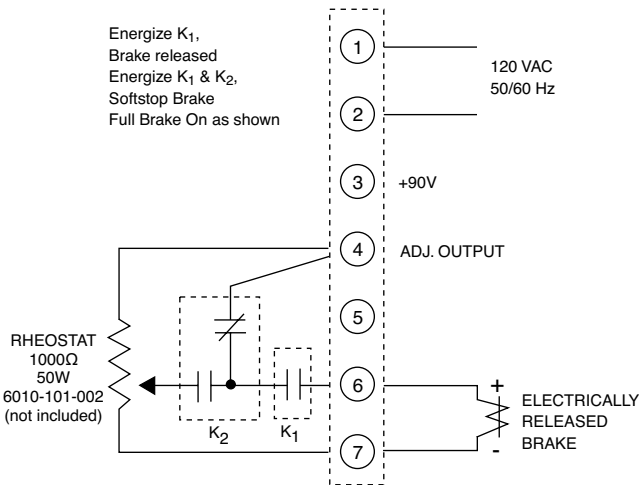 Energize K1,
Brake released
Energize K1 & K2,
Softstop Brake
Full Brake On as shown
1
120 VAC
50/60 Hz
2
3
+90V
4
ADJ. OUTPUT
5
RHEOSTAT
1000Ω
50W
6010-101-002
(not included)
K2
K1
6
+
ELECTRICALLY
RELEASED
BRAKE
-
7